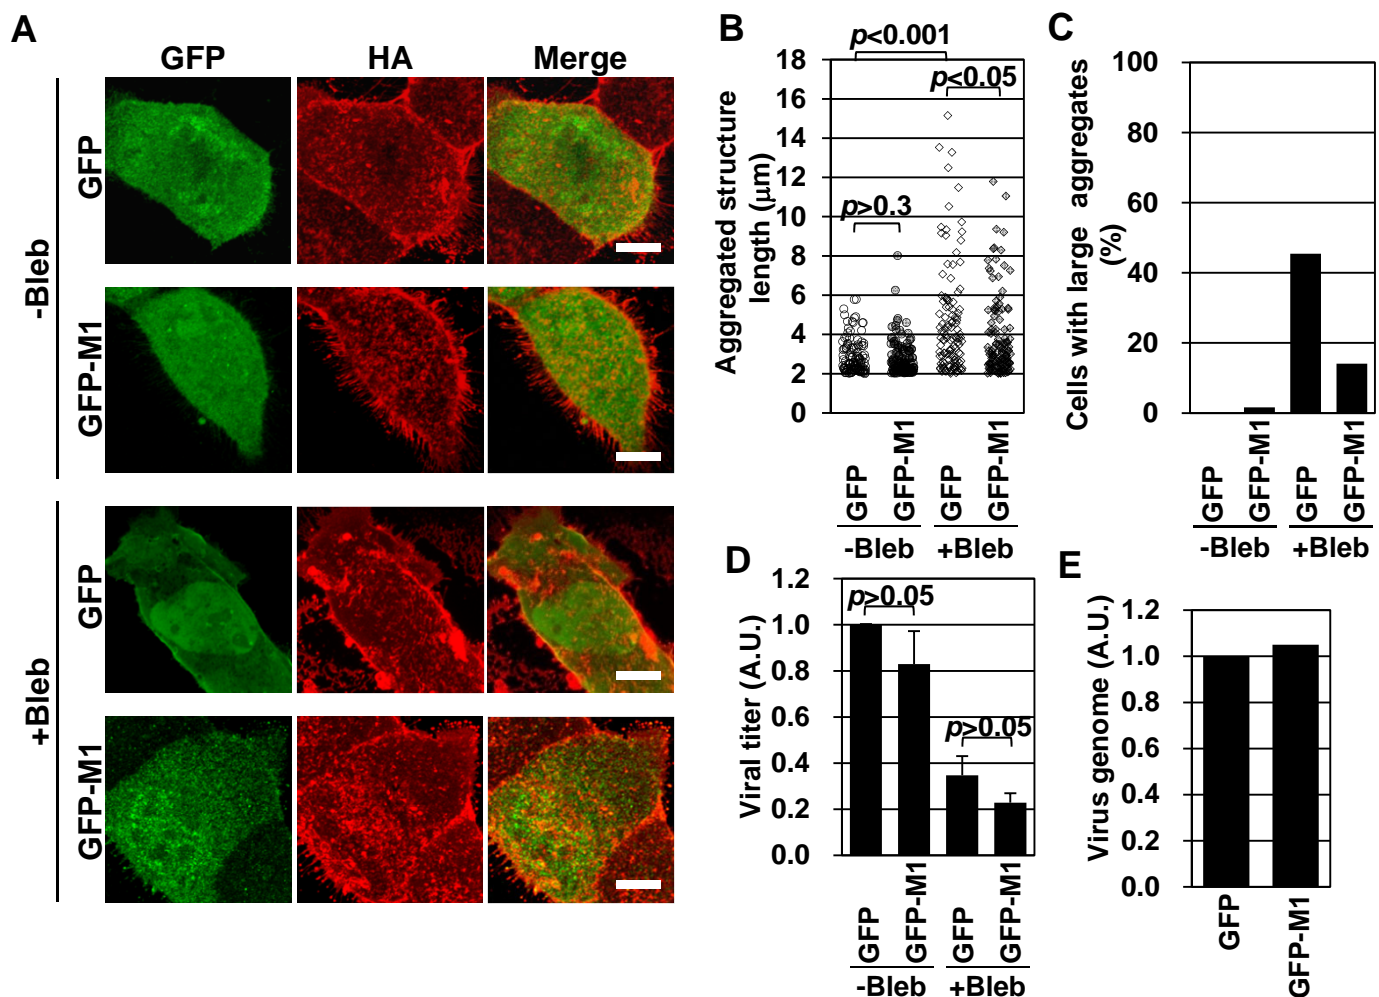 A
GFP
HA
Merge
-Bleb
GFP
GFP-M1
+Bleb
GFP
GFP-M1
B
Aggregated structure
length (μm)
18
16
14
12
10
8
6
4
2
0
p<0.001
p<0.05
p>0.3
GFP
GFP-M1
GFP
GFP-M1
-Bleb
+Bleb
C
Cells with large aggregates
(%)
100
80
60
40
20
0
GFP
GFP-M1
GFP
GFP-M1
-Bleb
+Bleb
D
Viral titer (A.U.)
1.2
1.0
0.8
0.6
0.4
0.2
0.0
p>0.05
p>0.05
GFP
GFP-M1
GFP
GFP-M1
-Bleb
+Bleb
E
Virus genome (A.U.)
1.2
1.0
0.8
0.6
0.4
0.2
0.0
GFP
GFP-M1